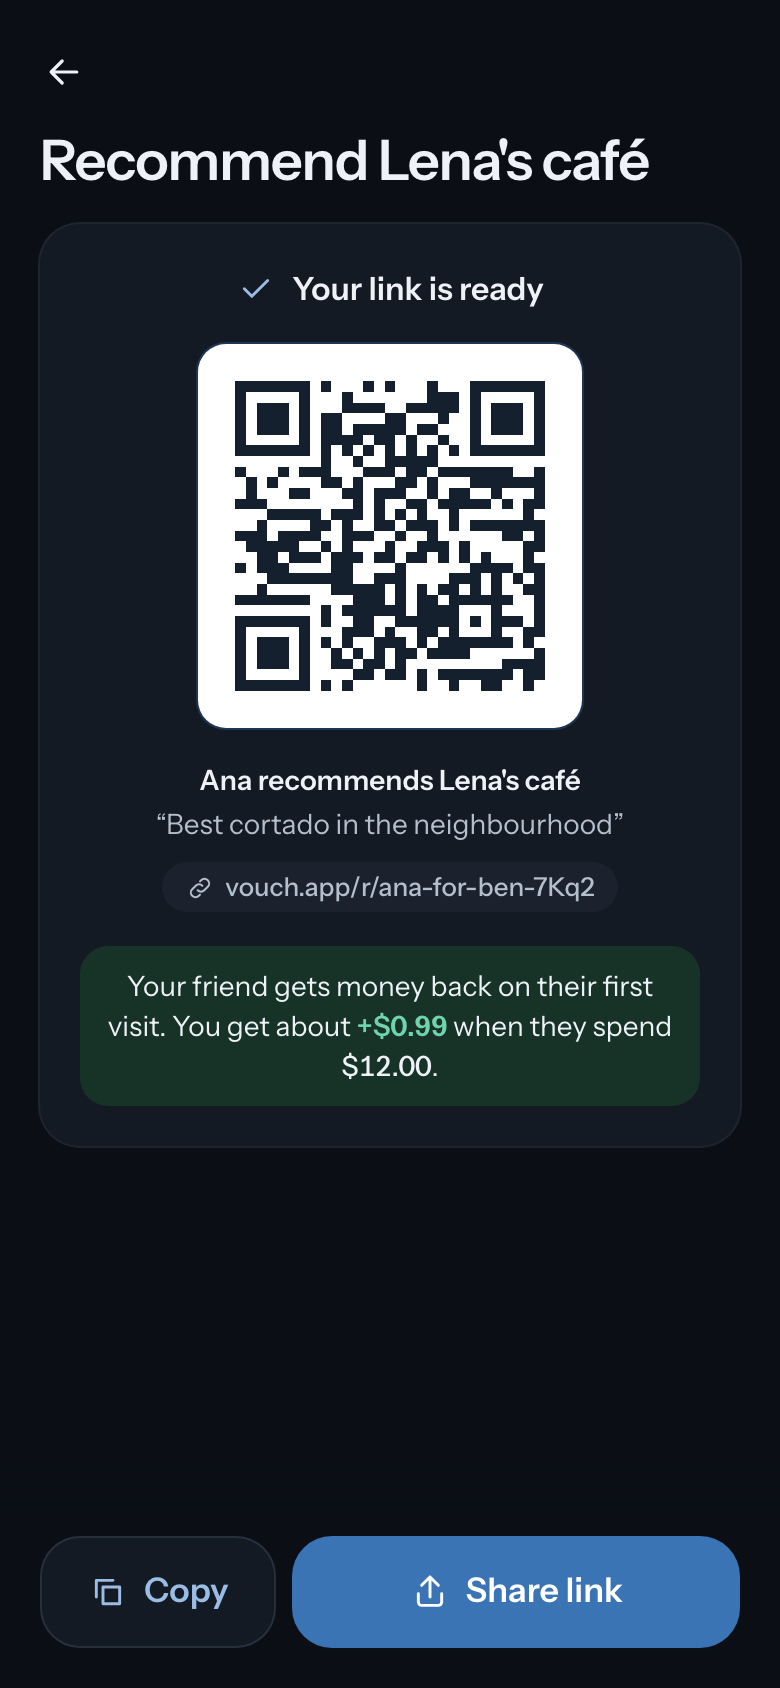 Recommend Lena's café
Your link is ready
Ana recommends Lena's café
“Best cortado in the neighbourhood”
vouch.app/r/ana-for-ben-7Kq2
Your friend gets money back on their first
visit. You get about +$0.99 when they spend
$12.00.
Copy
Share link